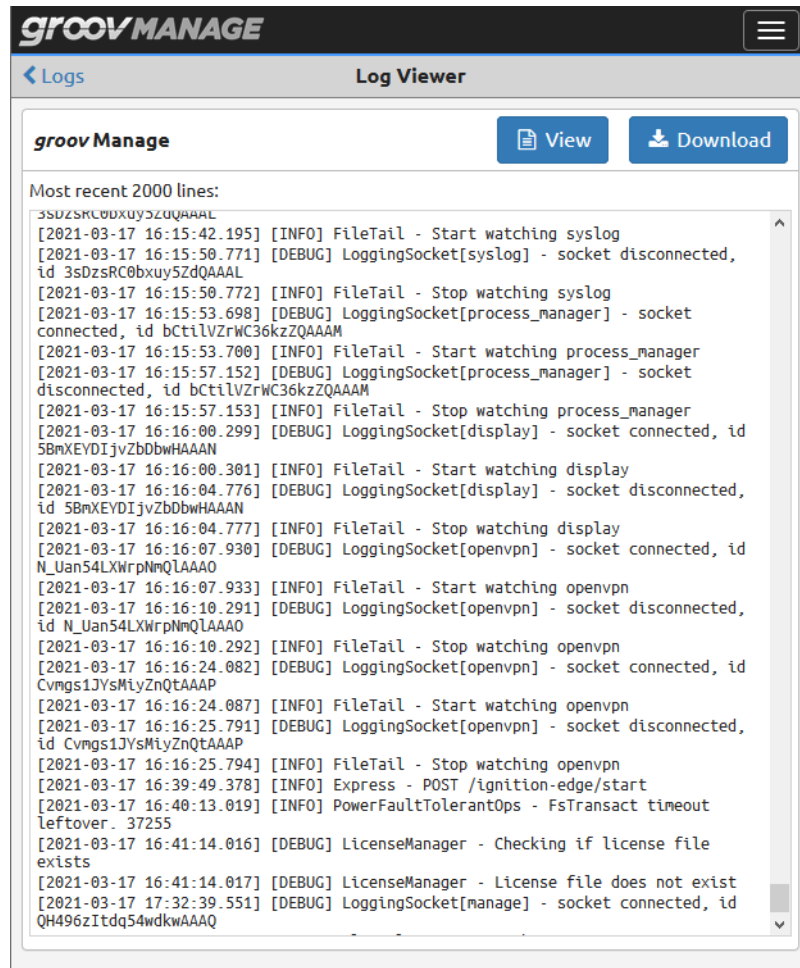 groov MANAGE
Logs
Log Viewer
groov Manage
View
Download
Most recent 2000 lines:
3sDzsRC0bxuy5ZdQAAAL
[2021-03-17 16:15:42.195] [INFO] FileTail - Start watching syslog
[2021-03-17 16:15:50.771] [DEBUG] LoggingSocket[syslog] - socket disconnected,
id 3sDzsRC0bxuy5ZdQAAAL
[2021-03-17 16:15:50.772] [INFO] FileTail - Stop watching syslog
[2021-03-17 16:15:53.698] [DEBUG] LoggingSocket[process_manager] - socket
connected, id bCtilVZrWC36kzZQAAAM
[2021-03-17 16:15:53.700] [INFO] FileTail - Start watching process_manager
[2021-03-17 16:15:57.152] [DEBUG] LoggingSocket[process_manager] - socket
disconnected, id bCtilVZrWC36kzZQAAAM
[2021-03-17 16:15:57.153] [INFO] FileTail - Stop watching process_manager
[2021-03-17 16:16:00.299] [DEBUG] LoggingSocket[display] - socket connected, id
5BmXEYDIjvZbDbwHAAAN
[2021-03-17 16:16:00.301] [INFO] FileTail - Start watching display
[2021-03-17 16:16:04.776] [DEBUG] LoggingSocket[display] - socket disconnected,
id 5BmXEYDIjvZbDbwHAAAN
[2021-03-17 16:16:04.777] [INFO] FileTail - Stop watching display
[2021-03-17 16:16:07.930] [DEBUG] LoggingSocket[openvpn] - socket connected, id
N_Uan54LXWrpNmQlAAAO
[2021-03-17 16:16:07.933] [INFO] FileTail - Start watching openvpn
[2021-03-17 16:16:10.291] [DEBUG] LoggingSocket[openvpn] - socket disconnected,
id N_Uan54LXWrpNmQlAAAO
[2021-03-17 16:16:10.292] [INFO] FileTail - Stop watching openvpn
[2021-03-17 16:16:24.082] [DEBUG] LoggingSocket[openvpn] - socket connected, id
Cvmgs1JYsMiyZnQtAAAP
[2021-03-17 16:16:24.087] [INFO] FileTail - Start watching openvpn
[2021-03-17 16:16:25.791] [DEBUG] LoggingSocket[openvpn] - socket disconnected,
id Cvmgs1JYsMiyZnQtAAAP
[2021-03-17 16:16:25.794] [INFO] FileTail - Stop watching openvpn
[2021-03-17 16:39:49.378] [INFO] Express - POST /ignition-edge/start
[2021-03-17 16:40:13.019] [INFO] PowerFaultTolerantOps - FsTransact timeout
leftover. 37255
[2021-03-17 16:41:14.016] [DEBUG] LicenseManager - Checking if license file
exists
[2021-03-17 16:41:14.017] [DEBUG] LicenseManager - License file does not exist
[2021-03-17 17:32:39.551] [DEBUG] LoggingSocket[manage] - socket connected, id
QH496zItdq54wdkwAAAQ